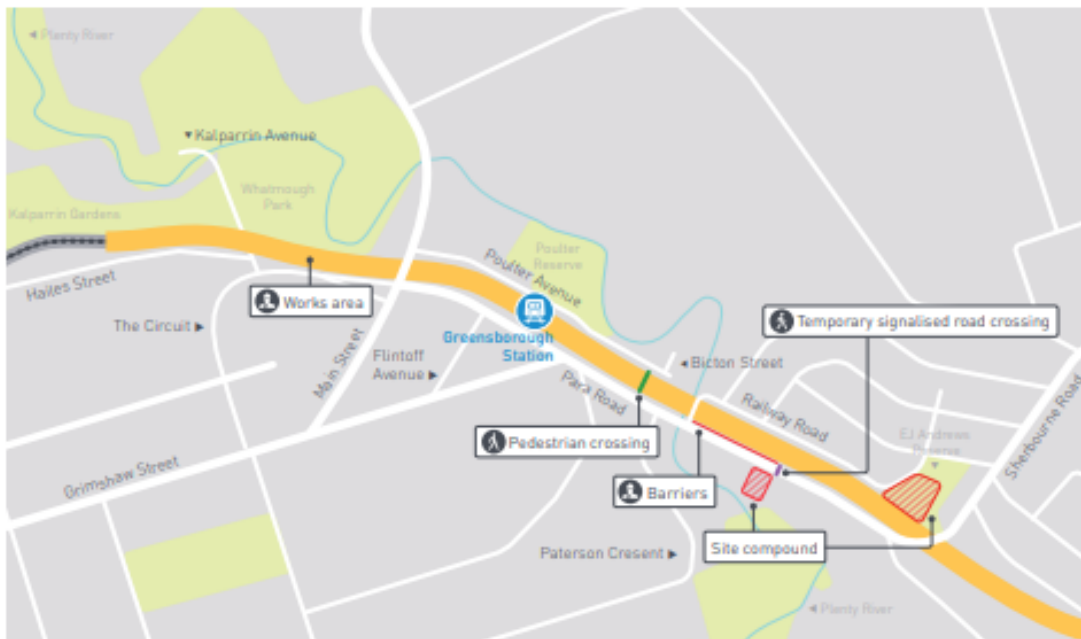 Plenty River
Kalparrin Avenue
Whatmough
Park
Kalparrin Gardens
Poulter
Reserve
Poulter Avenue
Hailes Street
Works area
Temporary signalised road crossing
The Circuit
Greensborough
Station
Main Street
Flintoff
Avenue
Bicton Street
Para Road
Railway Road
Pedestrian crossing
EJ Andrews
Reserve
Sherbourne Road
Grimshaw Street
Barriers
Site compound
Paterson Cresent
Plenty River